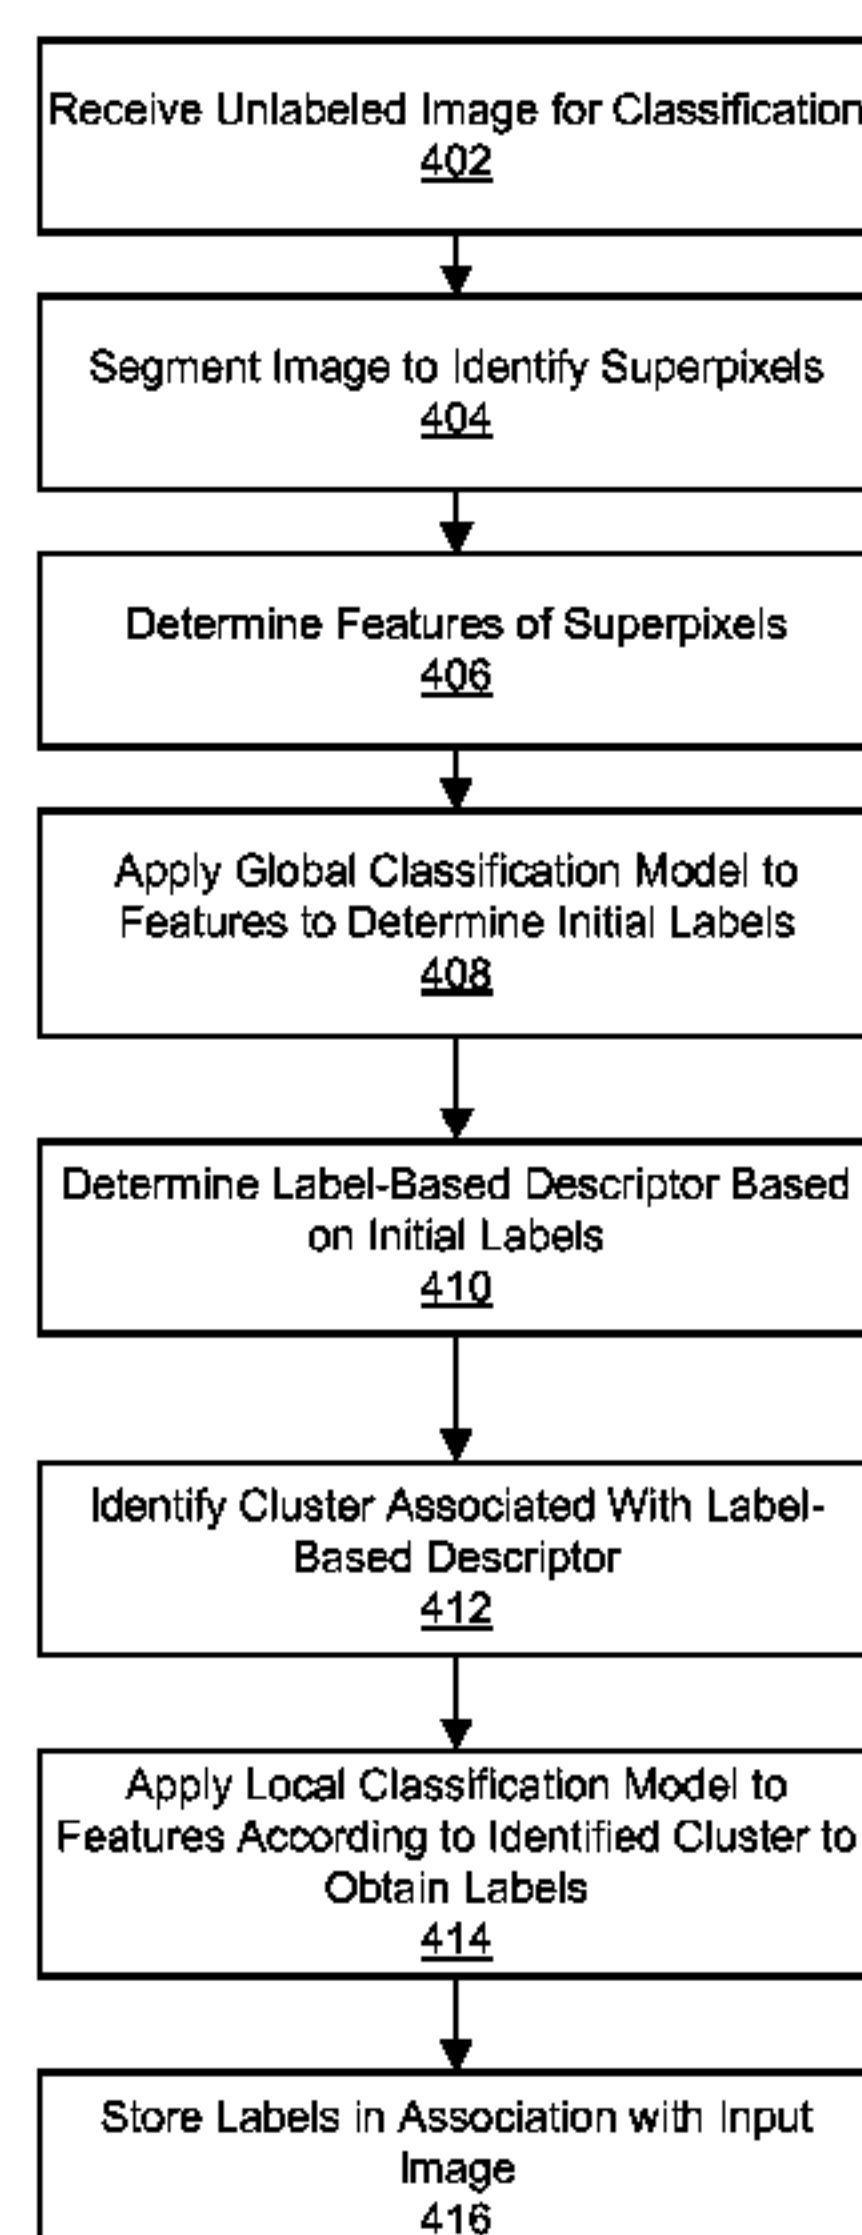 Receive Unlabeled Image for Classification
402
Segment Image to Identify Superpixels
404
Determine Features of Superpixels
406
Apply Global Classification Model to
Features to Determine Initial Labels
408
Determine Label-Based Descriptor Based
on Initial Labels
410
Identify Cluster Associated With Label-
Based Descriptor
412
Apply Local Classification Model to
Features According to Identified Cluster to
Obtain Labels
414
Store Labels in Association with Input
Image
416